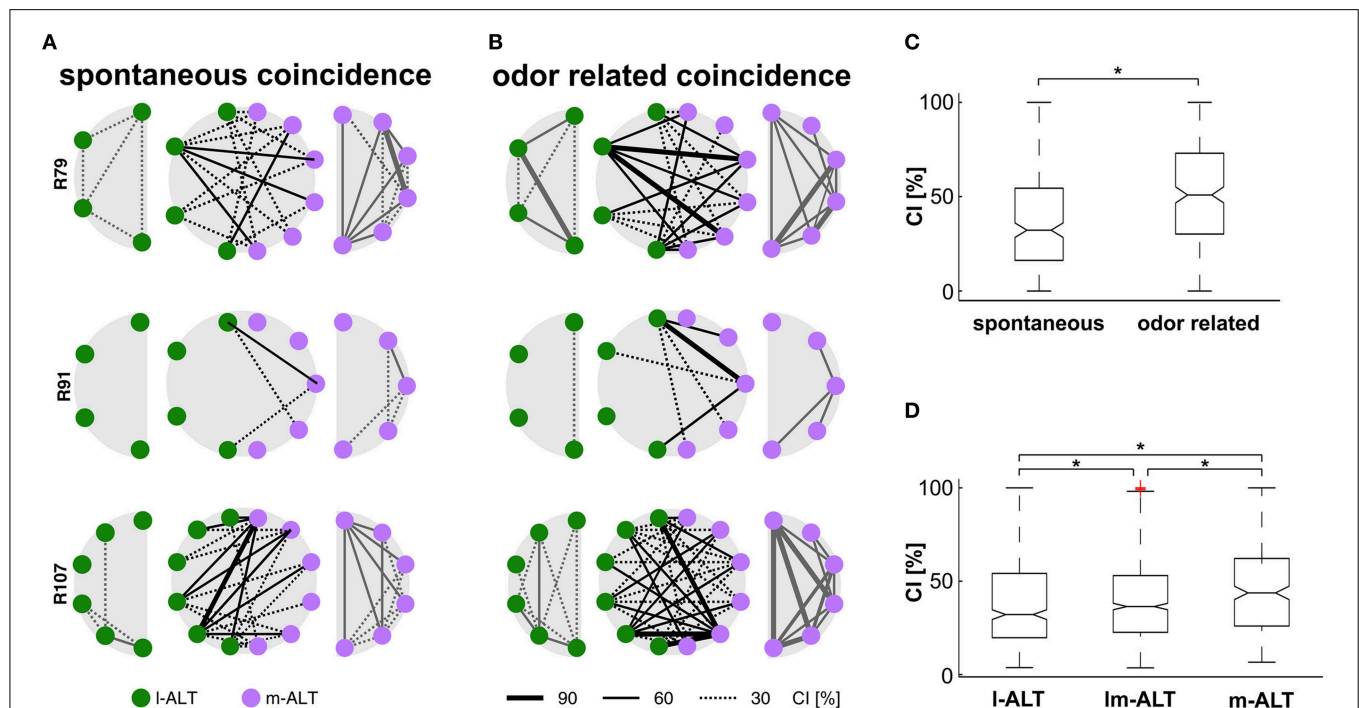 A
spontaneous coincidence
R79
R91
R107
l-ALT
m-ALT
B
odor related coincidence
90
60
30
CI [%]
C
*
100
50
0
CI [%]
spontaneous
odor related
D
*
*
*
100
50
0
CI [%]
l-ALT
lm-ALT
m-ALT